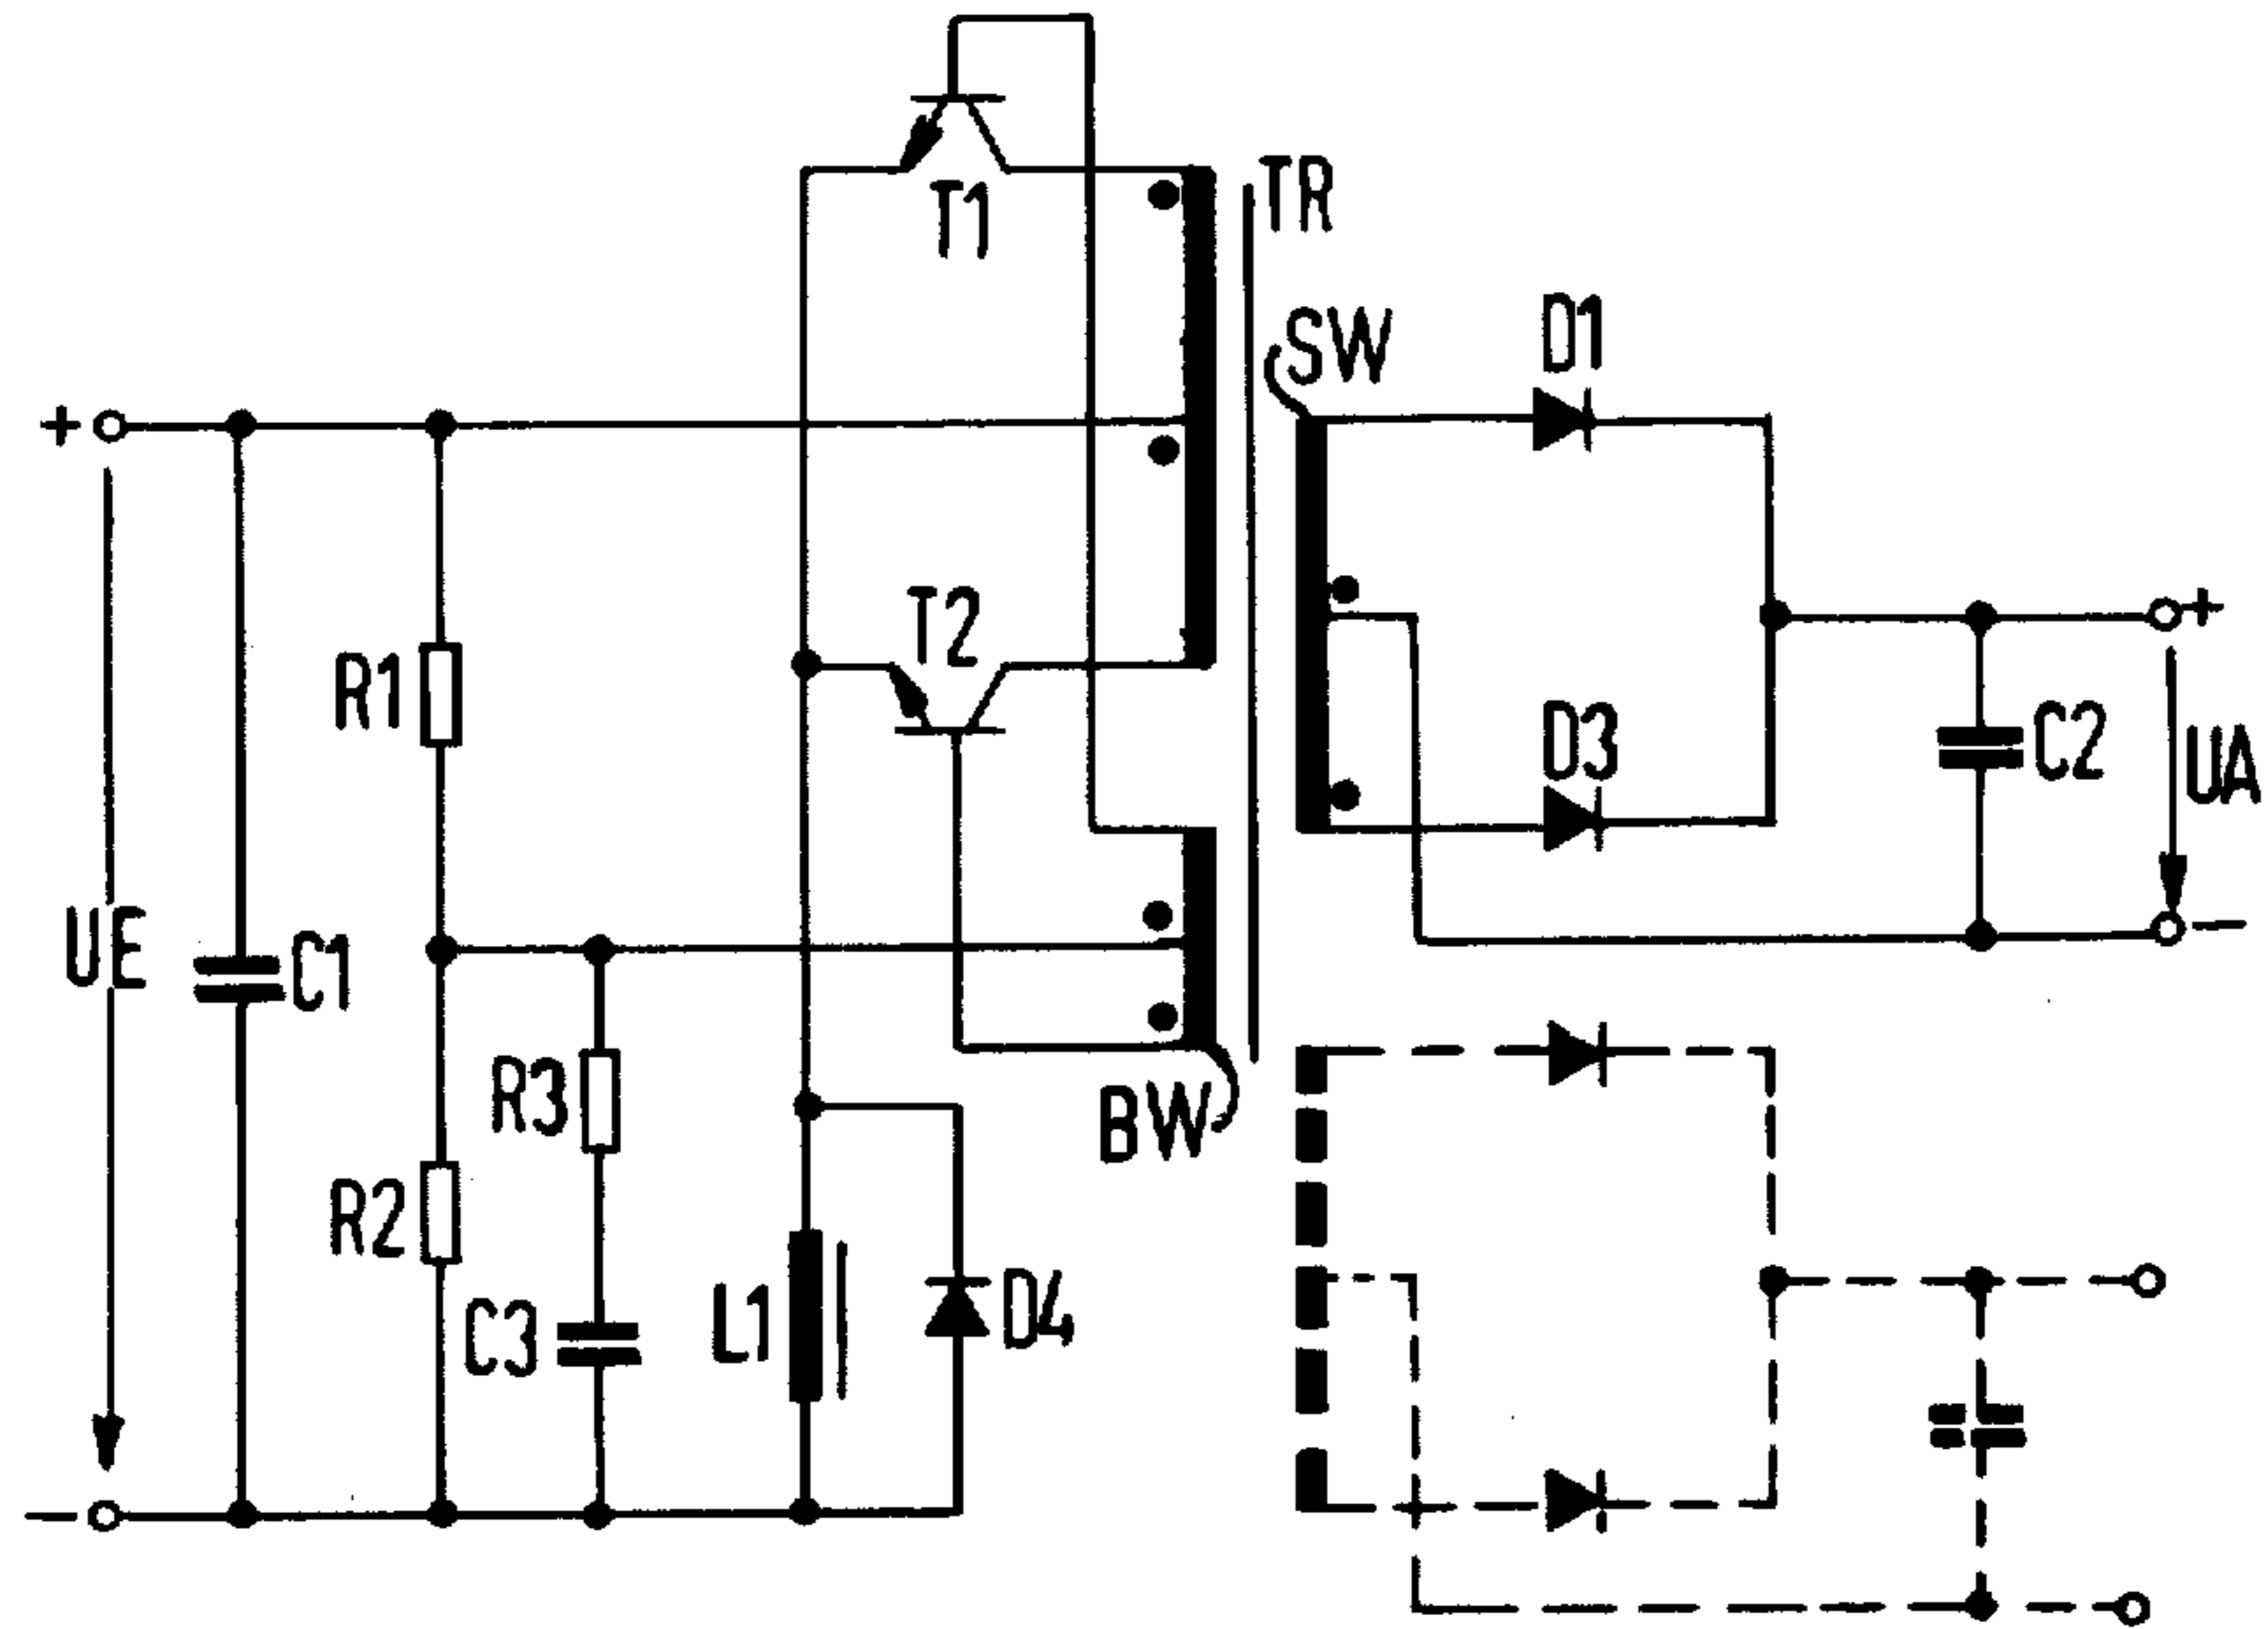 T1
TR
SW
D1
+
T2
+
R1
D3
C2
UA
UE
C1
−
R3
BW
R2
C3
L1
D4
−